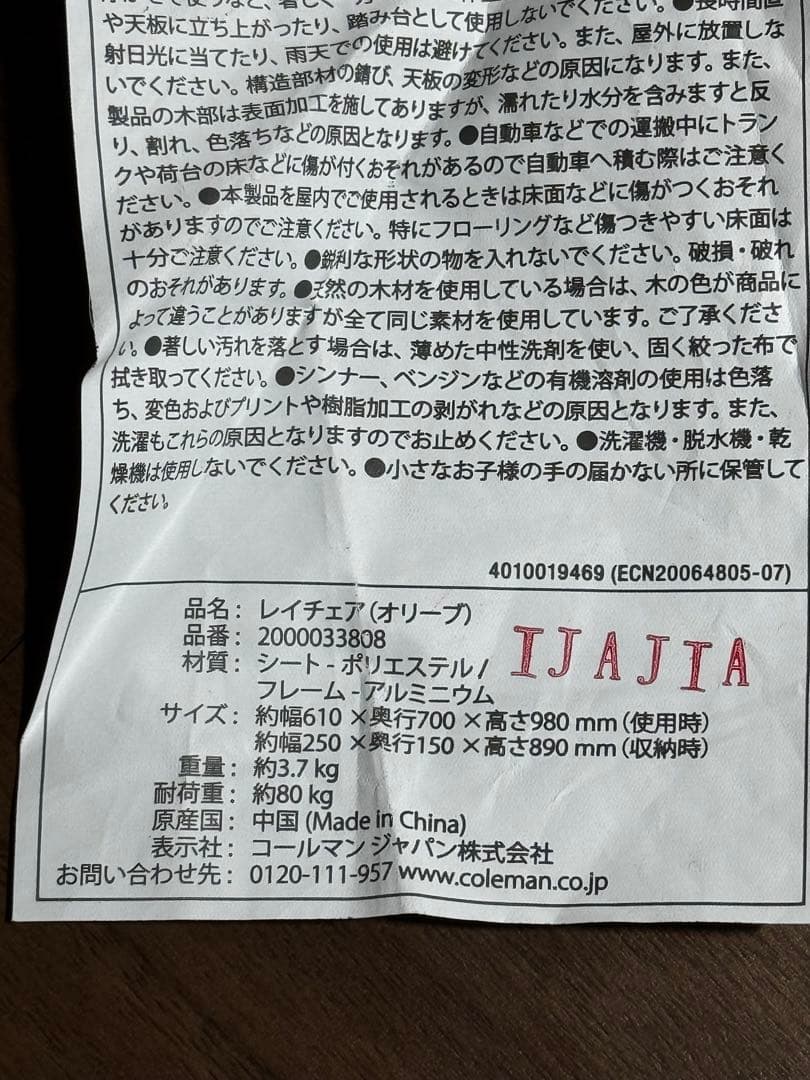 や天板に立ち上がったり、踏み台として使用しないでください。●長時間直
射日光に当てたり、雨天での使用は避けてください。また、屋外に放置しな
いでください。構造部材の錆び、天板の変形などの原因になります。また、
製品の木部は表面加工を施してありますが、濡れたり水分を含みますと反
り、割れ、色落ちなどの原因となります。●自動車などでの運搬中にトラン
クや荷台の床などに傷が付くおそれがあるので自動車へ積む際はご注意く
ださい。●本製品を屋内でご使用されるときは床面などに傷がつくおそれ
がありますのでご注意ください。特にフローリングなど傷つきやすい床面は
十分ご注意ください。●鋭利な形状の物を入れないでください。破損・破れ
のおそれがあります。●天然の木材を使用している場合は、木の色が商品に
よって違うことがありますが全て同じ素材を使用しています。ご了承くださ
い。●著しい汚れを落とす場合は、薄めた中性洗剤を使い、固く絞った布で
拭き取ってください。●シンナー、ベンジンなどの有機溶剤の使用は色落
ち、変色およびプリントや樹脂加工の剥がれなどの原因となります。また、
洗濯もこれらの原因となりますのでお止めください。●洗濯機・脱水機・乾
燥機は使用しないでください。●小さなお子様の手の届かない所に保管して
ください。
4010019469 (ECN20064805-07)
品名： レイチェア（オリーブ）
品番： 2000033808
材質： シート - ポリエステル /
フレーム - アルミニウム
IJAJIA
サイズ： 約幅610 ×奥行700 ×高さ980 mm（使用時）
約幅250 ×奥行150 ×高さ890 mm（収納時）
重量： 約3.7 kg
耐荷重： 約80 kg
原産国： 中国 (Made in China)
表示社： コールマン ジャパン株式会社
お問い合わせ先： 0120-111-957 www.coleman.co.jp